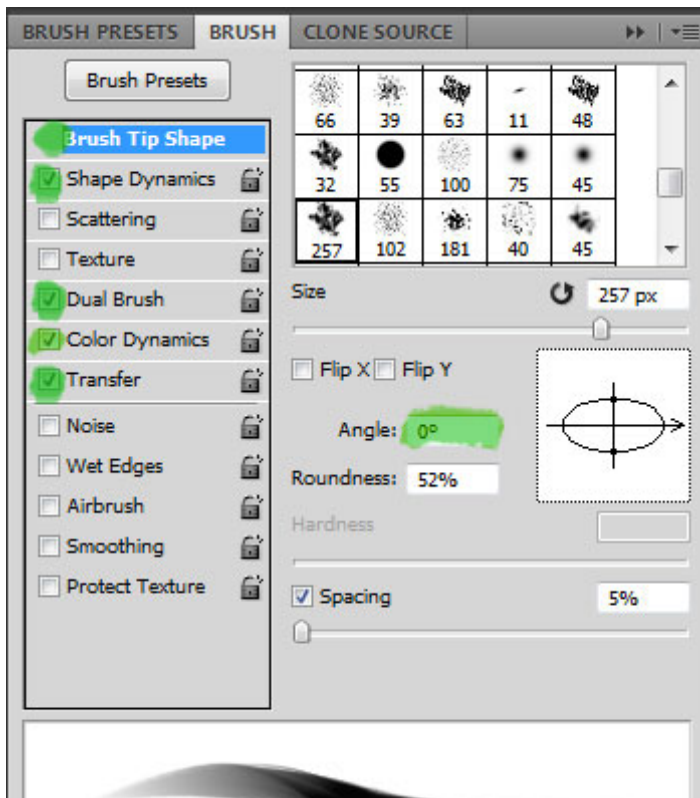 BRUSH PRESETS BRUSH CLONE SOURCE
Brush Presets
Brush Tip Shape
Shape Dynamics
Scattering
Texture
Dual Brush
Color Dynamics
Transfer
Noise
Wet Edges
Airbrush
Smoothing
Protect Texture
66 39 63 11 48
32 55 100 75 45
257 102 181 40 45
Size 257 px
Flip X Flip Y
Angle: 0º
Roundness: 52%
Hardness
Spacing 5%